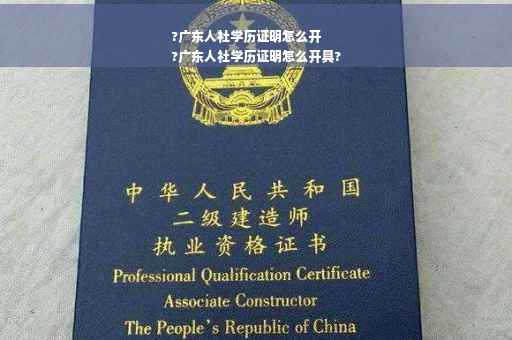 ?广东人社学历证明怎么开
?广东人社学历证明怎么开具?
中华人民共和国
二级建造师
执业资格证书
Professional Qualification Certificate
Associate Constructor
The People's Republic of China